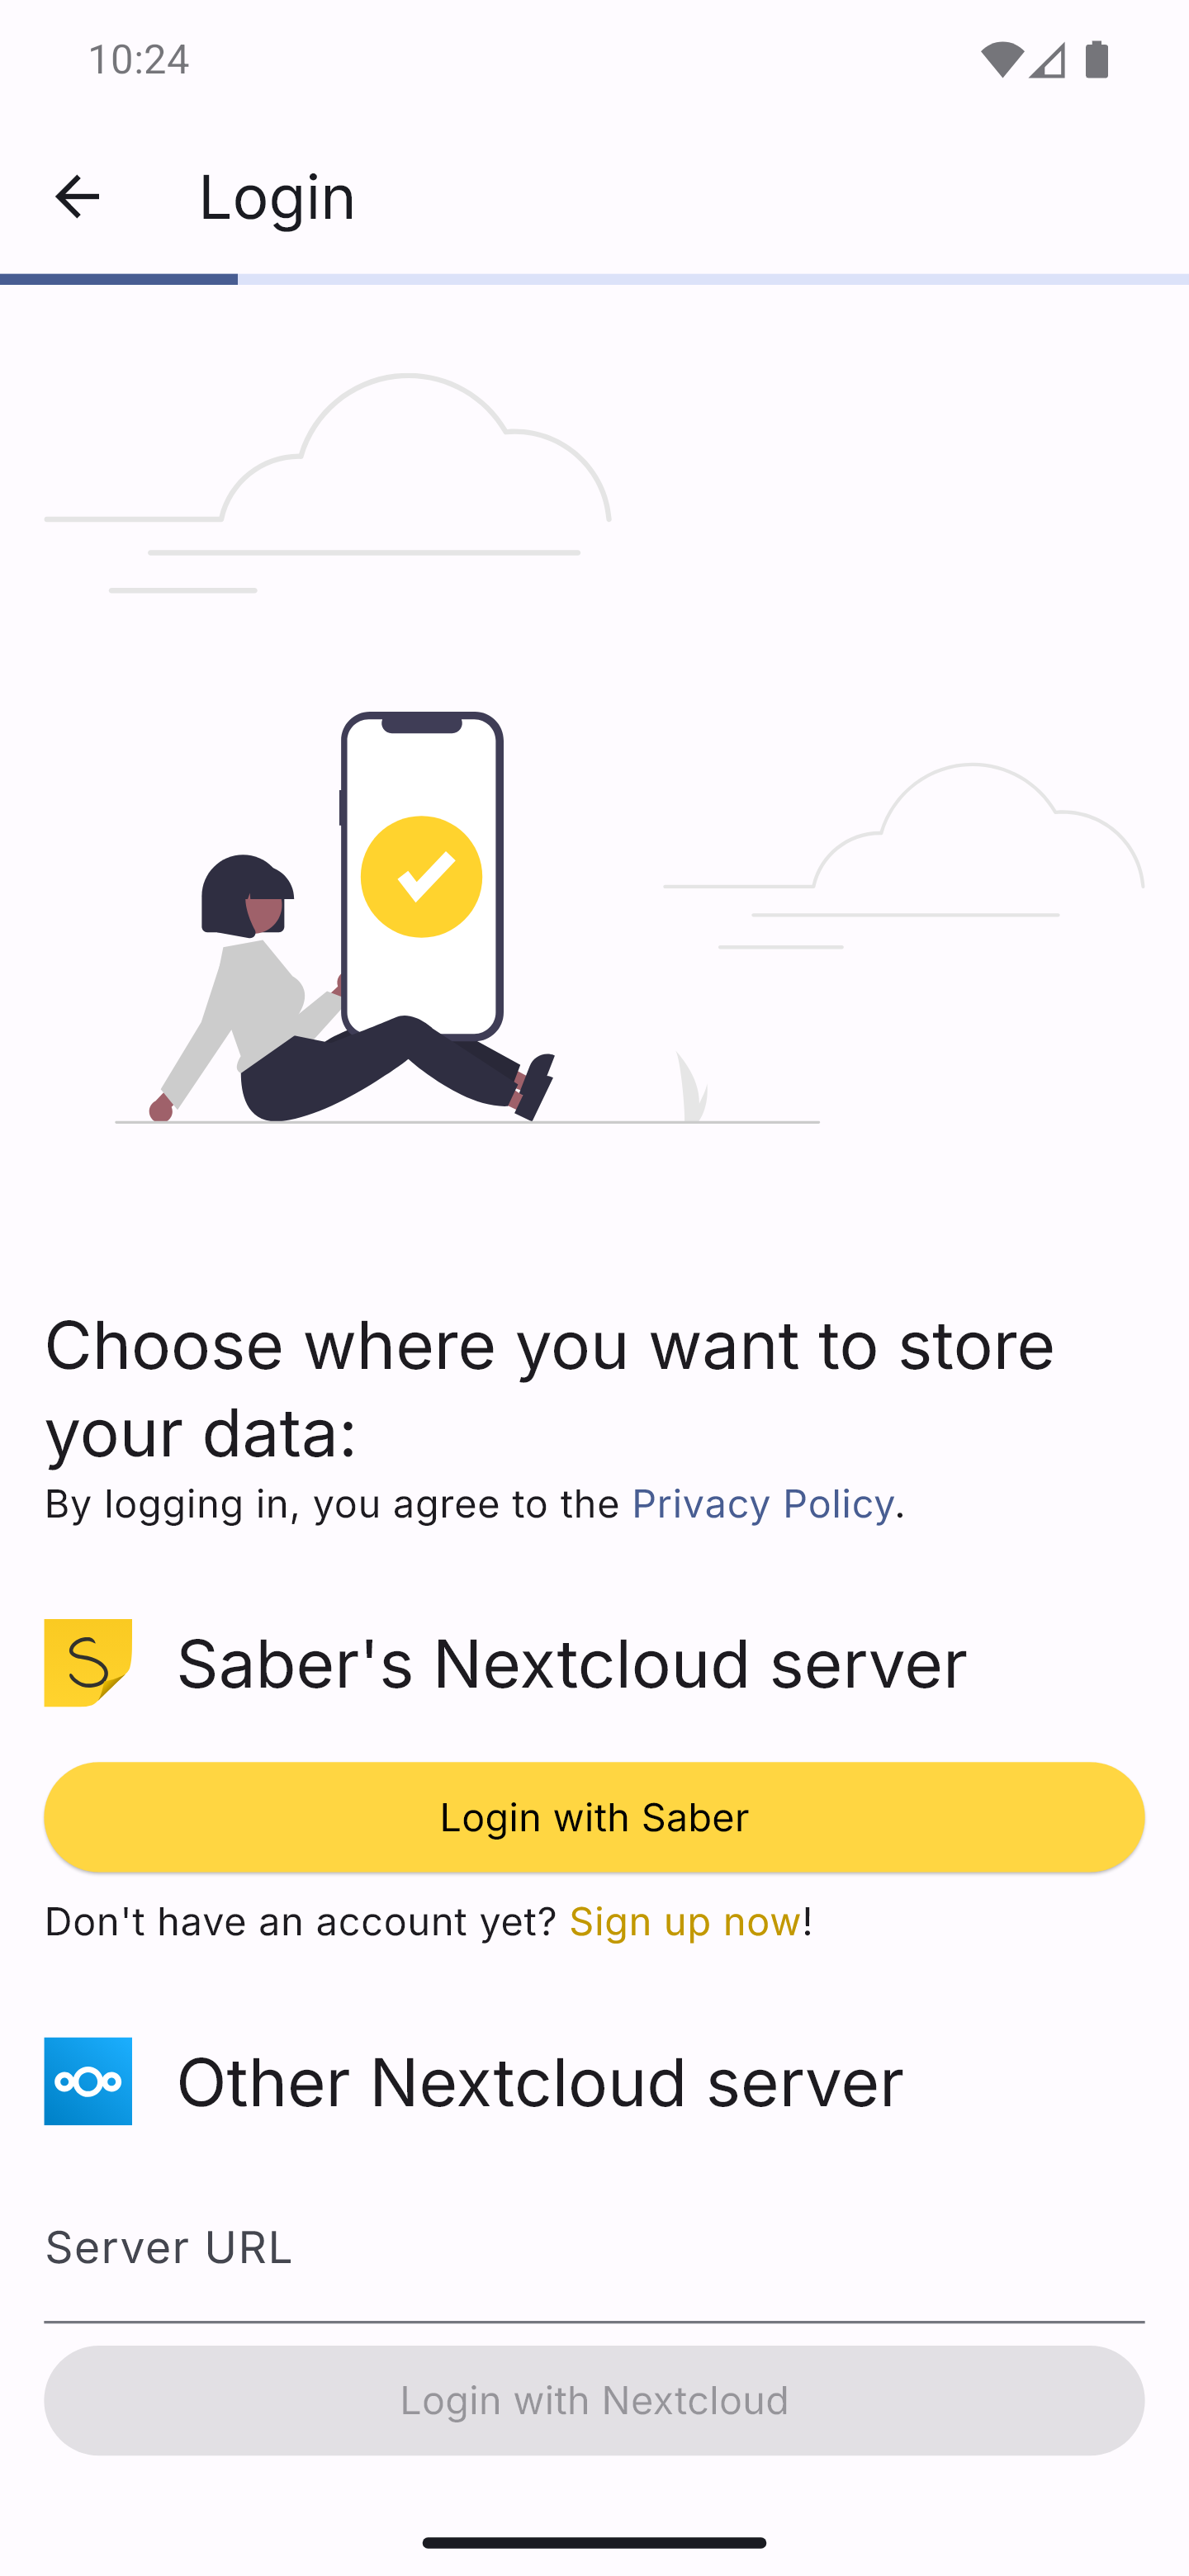 10:24
Login
Choose where you want to store
your data:
By logging in, you agree to the Privacy Policy.
S
Saber's Nextcloud server
Login with Saber
Don't have an account yet? Sign up now!
Other Nextcloud server
Server URL
Login with Nextcloud